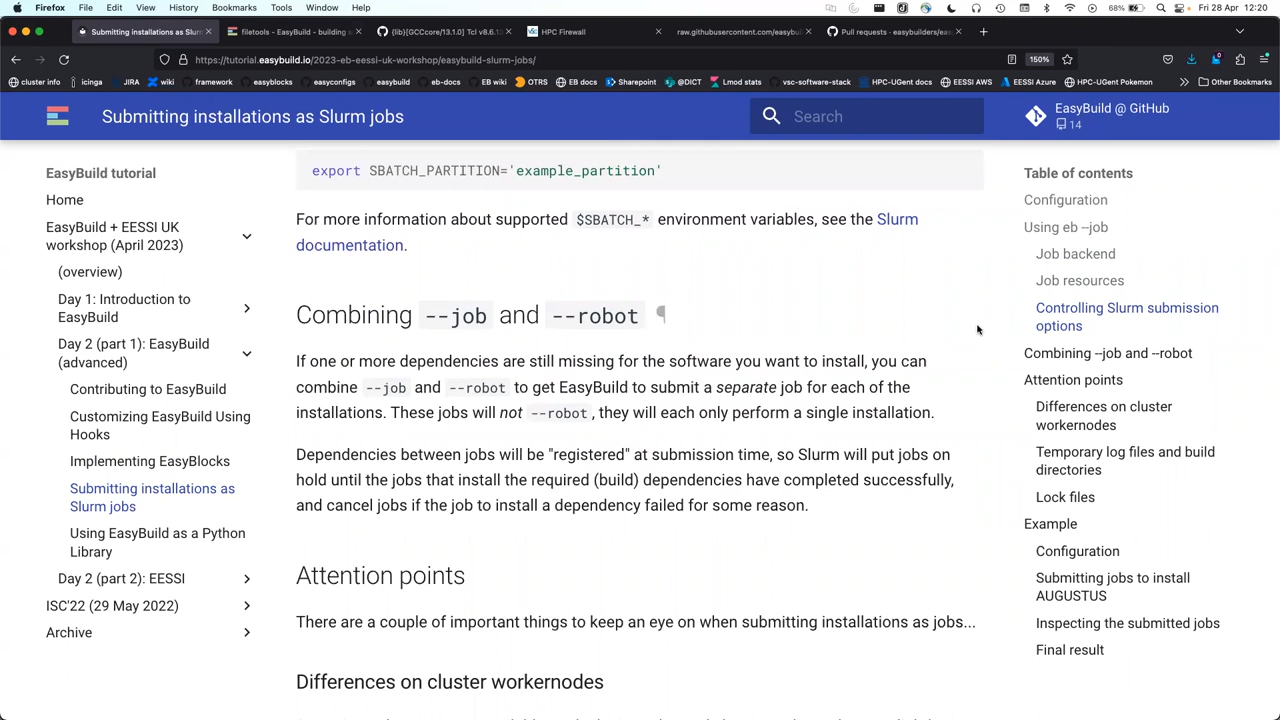 Firefox File Edit View History Bookmarks Tools Window Help 68% Fri 28 Apr 12:20
Submitting installations as Slurm filetools - EasyBuild - building s {lib}[GCCcore/13.1.0] Tcl v8.6.13 HPC Firewall raw.githubusercontent.com/easybui Pull requests · easybuilders/eas
https://tutorial.easybuild.io/2023-eb-eessi-uk-workshop/easybuild-slurm-jobs/ 150%
cluster info icinga JIRA wiki framework easyblocks easyconfigs easybuild eb-docs EB wiki OTRS EB docs Sharepoint @DICT Lmod stats vsc-software-stack HPC-UGent docs EESSI AWS EESSI Azure HPC-UGent Pokemon Other Bookmarks
Submitting installations as Slurm jobs Search EasyBuild @ GitHub
14
EasyBuild tutorial
Home
EasyBuild + EESSI UK
workshop (April 2023)
(overview)
Day 1: Introduction to
EasyBuild
Day 2 (part 1): EasyBuild
(advanced)
Contributing to EasyBuild
Customizing EasyBuild Using
Hooks
Implementing EasyBlocks
Submitting installations as
Slurm jobs
Using EasyBuild as a Python
Library
Day 2 (part 2): EESSI
ISC'22 (29 May 2022)
Archive
export SBATCH_PARTITION='example_partition'
For more information about supported $SBATCH_* environment variables, see the Slurm
documentation.
Combining --job and --robot ¶
If one or more dependencies are still missing for the software you want to install, you can
combine --job and --robot to get EasyBuild to submit a separate job for each of the
installations. These jobs will not --robot, they will each only perform a single installation.
Dependencies between jobs will be "registered" at submission time, so Slurm will put jobs on
hold until the jobs that install the required (build) dependencies have completed successfully,
and cancel jobs if the job to install a dependency failed for some reason.
Attention points
There are a couple of important things to keep an eye on when submitting installations as jobs...
Differences on cluster workernodes
Table of contents
Configuration
Using eb --job
Job backend
Job resources
Controlling Slurm submission
options
Combining --job and --robot
Attention points
Differences on cluster
workernodes
Temporary log files and build
directories
Lock files
Example
Configuration
Submitting jobs to install
AUGUSTUS
Inspecting the submitted jobs
Final result